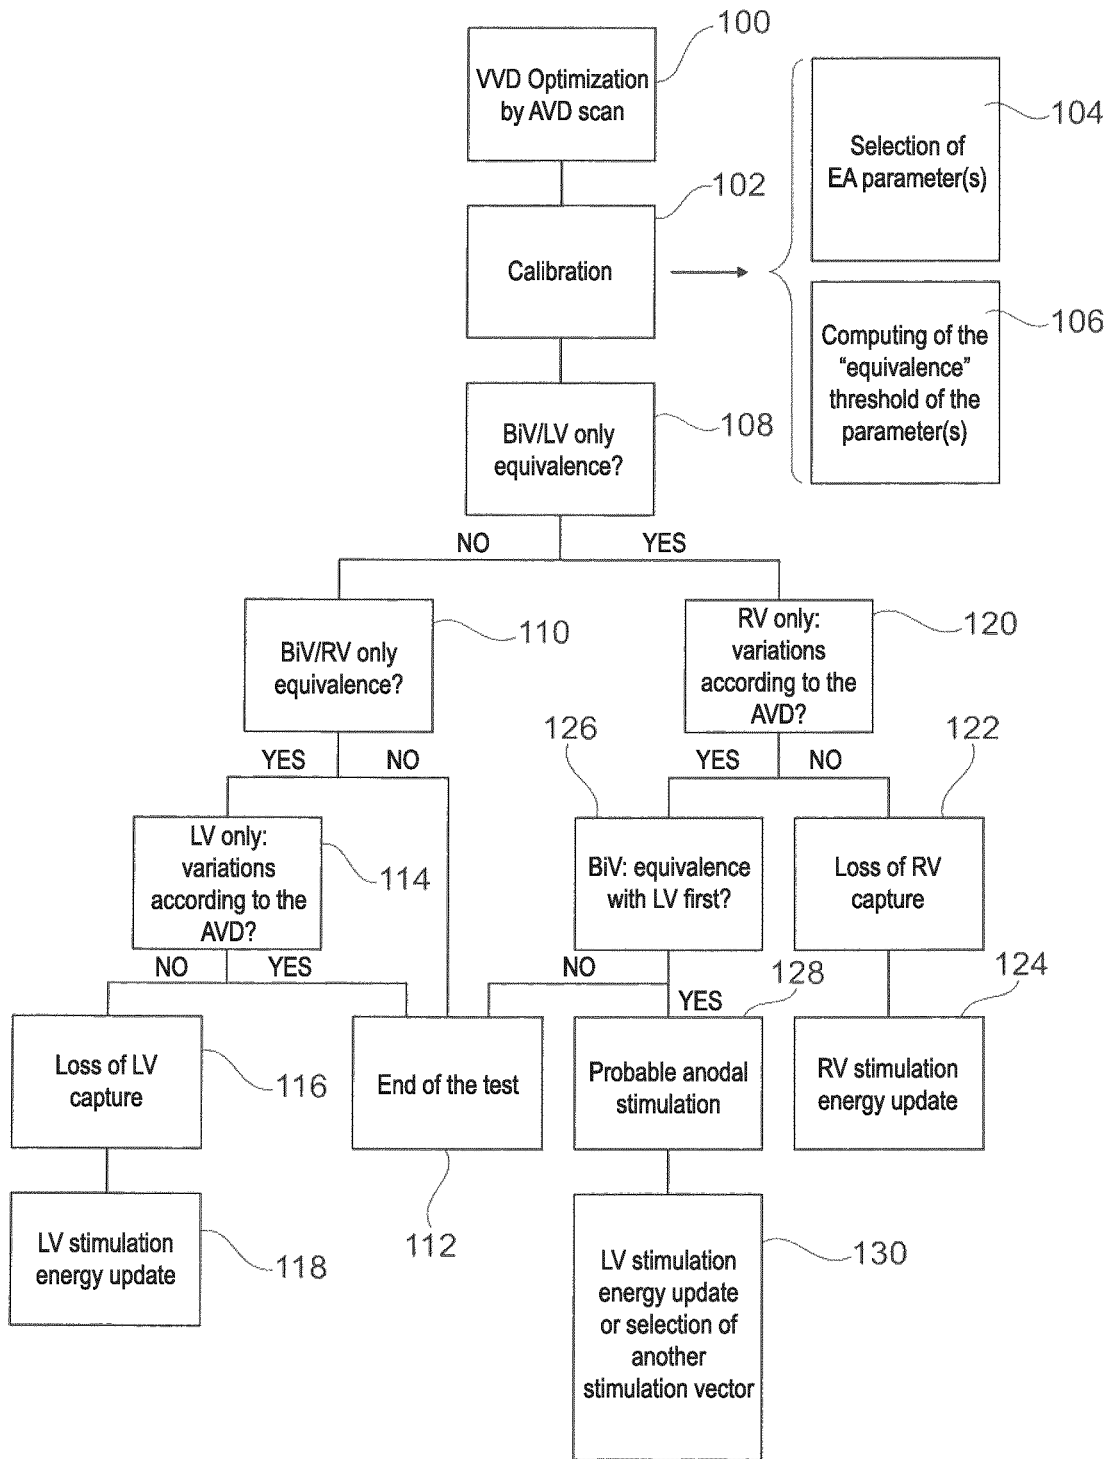 100
VVD Optimization
by AVD scan
104
Selection of
EA parameter(s)
102
Calibration
106
Computing of the
“equivalence”
threshold of the
parameter(s)
108
BiV/LV only
equivalence?
NO
YES
110
BiV/RV only
equivalence?
120
RV only:
variations
according to the
AVD?
126
122
YES
NO
YES
NO
LV only:
variations
according to the
AVD?
114
BiV: equivalence
with LV first?
Loss of RV
capture
NO
YES
NO
YES
128
124
Loss of LV
capture
116
End of the test
Probable anodal
stimulation
RV stimulation
energy update
LV stimulation
energy update
118
112
130
LV stimulation
energy update
or selection of
another
stimulation vector